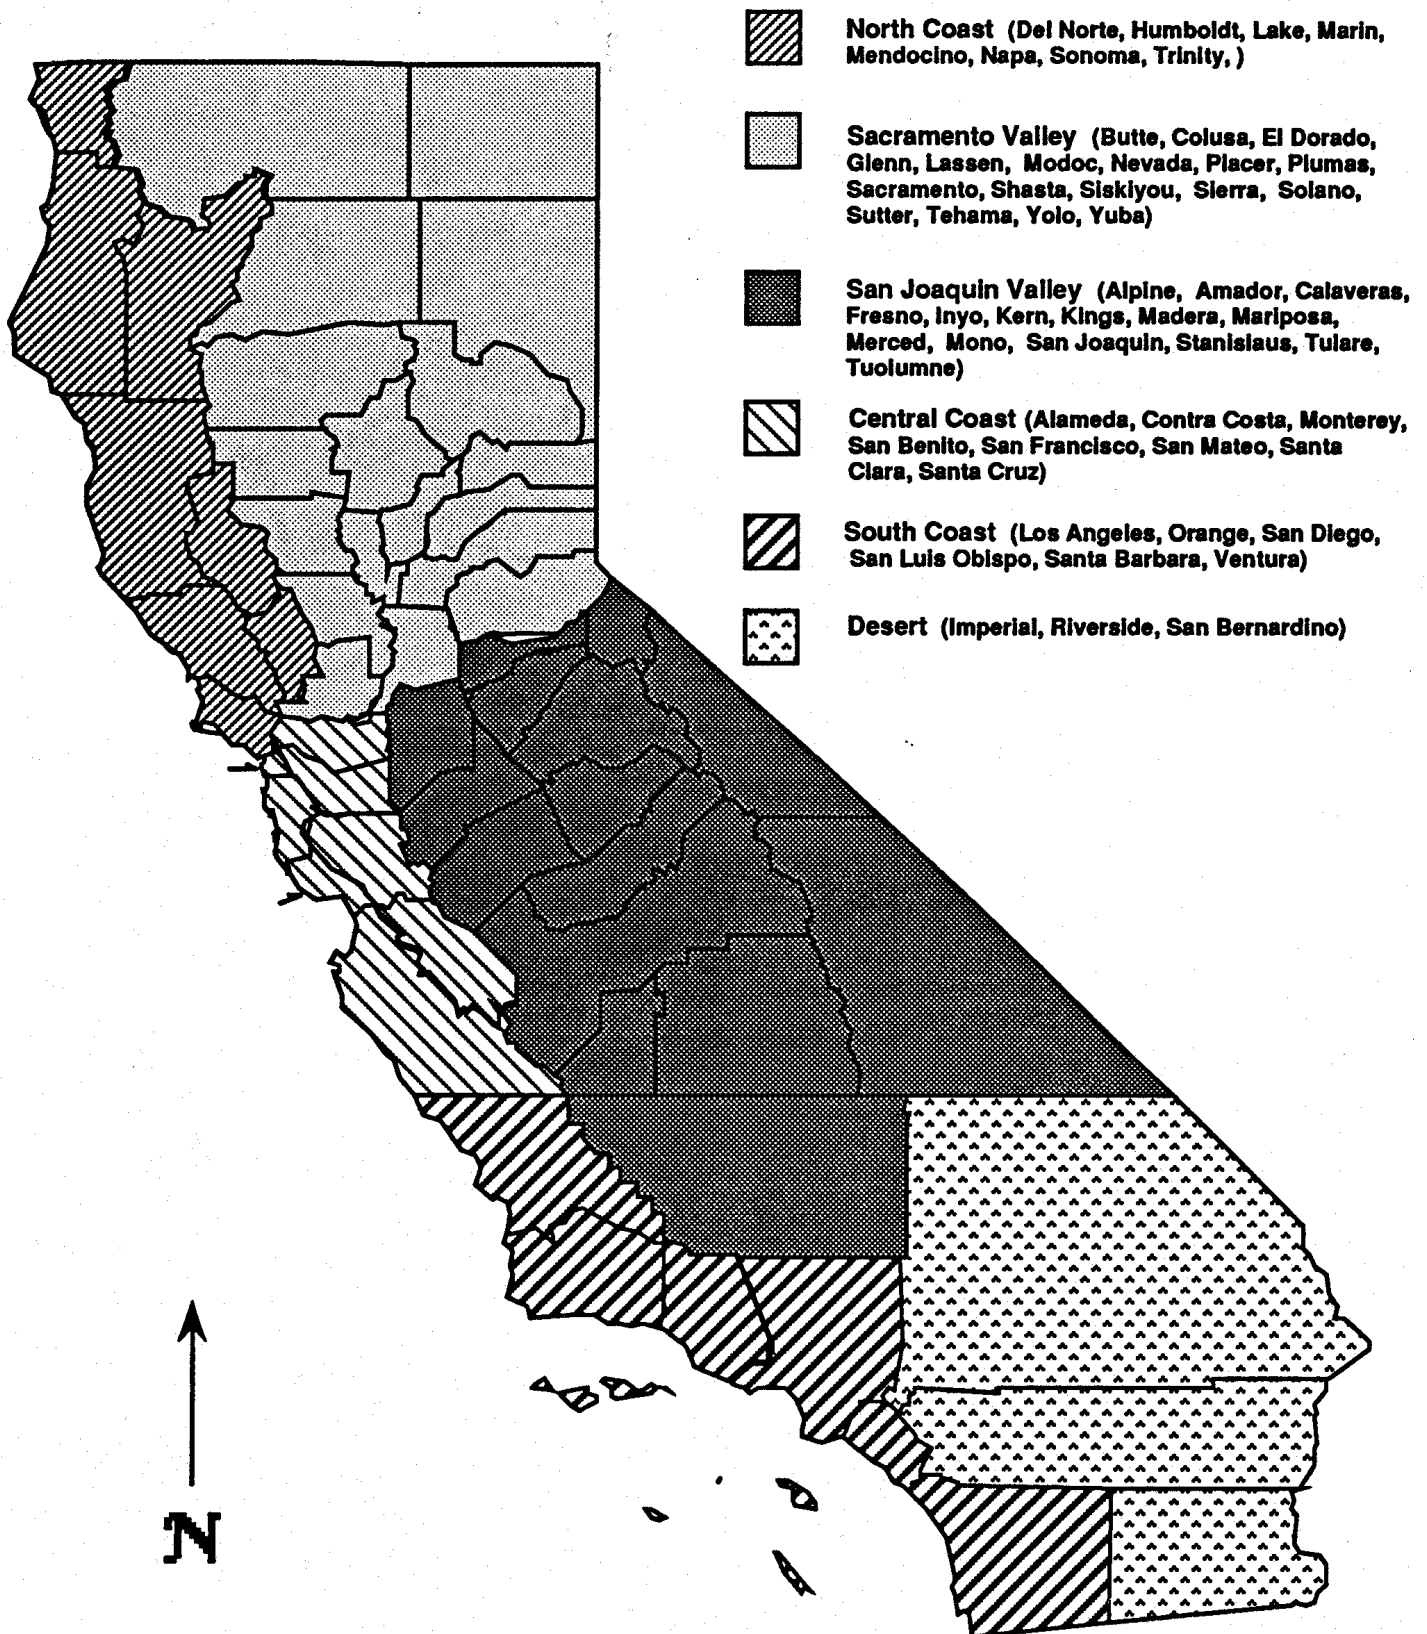 North Coast (Del Norte, Humboldt, Lake, Marin,
Mendocino, Napa, Sonoma, Trinity, )
Sacramento Valley (Butte, Colusa, El Dorado,
Glenn, Lassen, Modoc, Nevada, Placer, Plumas,
Sacramento, Shasta, Siskiyou, Sierra, Solano,
Sutter, Tehama, Yolo, Yuba)
San Joaquin Valley (Alpine, Amador, Calaveras,
Fresno, Inyo, Kern, Kings, Madera, Mariposa,
Merced, Mono, San Joaquin, Stanislaus, Tulare,
Tuolumne)
Central Coast (Alameda, Contra Costa, Monterey,
San Benito, San Francisco, San Mateo, Santa
Clara, Santa Cruz)
South Coast (Los Angeles, Orange, San Diego,
San Luis Obispo, Santa Barbara, Ventura)
Desert (Imperial, Riverside, San Bernardino)
N